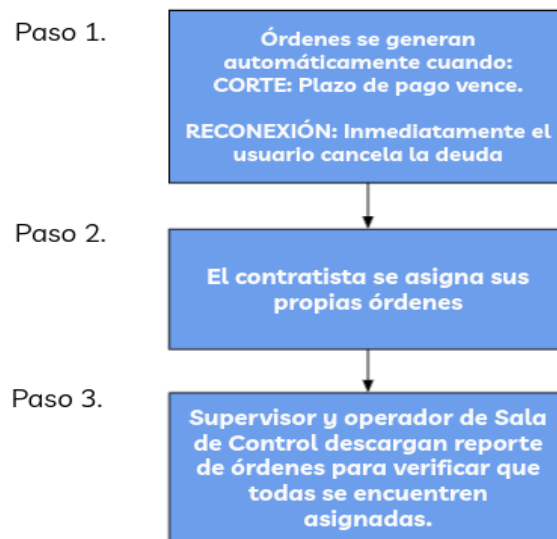 Paso 1.
Órdenes se generan
automáticamente cuando:
CORTE: Plazo de pago vence.
RECONEXIÓN: Inmediatamente el
usuario cancela la deuda
Paso 2.
El contratista se asigna sus
propias órdenes
Paso 3.
Supervisor y operador de Sala
de Control descargan reporte
de órdenes para verificar que
todas se encuentren
asignadas.